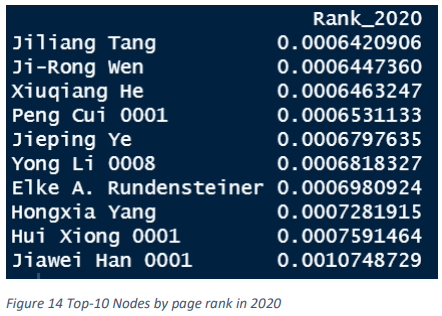 Rank_2020
Jiliang Tang 0.0006420906
Ji-Rong Wen 0.0006447360
Xiuqiang He 0.0006463247
Peng Cui 0001 0.0006531133
Jieping Ye 0.0006797635
Yong Li 0008 0.0006818327
Elke A. Rundensteiner 0.0006980924
Hongxia Yang 0.0007281915
Hui Xiong 0001 0.0007591464
Jiawei Han 0001 0.0010748729
Figure 14 Top-10 Nodes by page rank in 2020